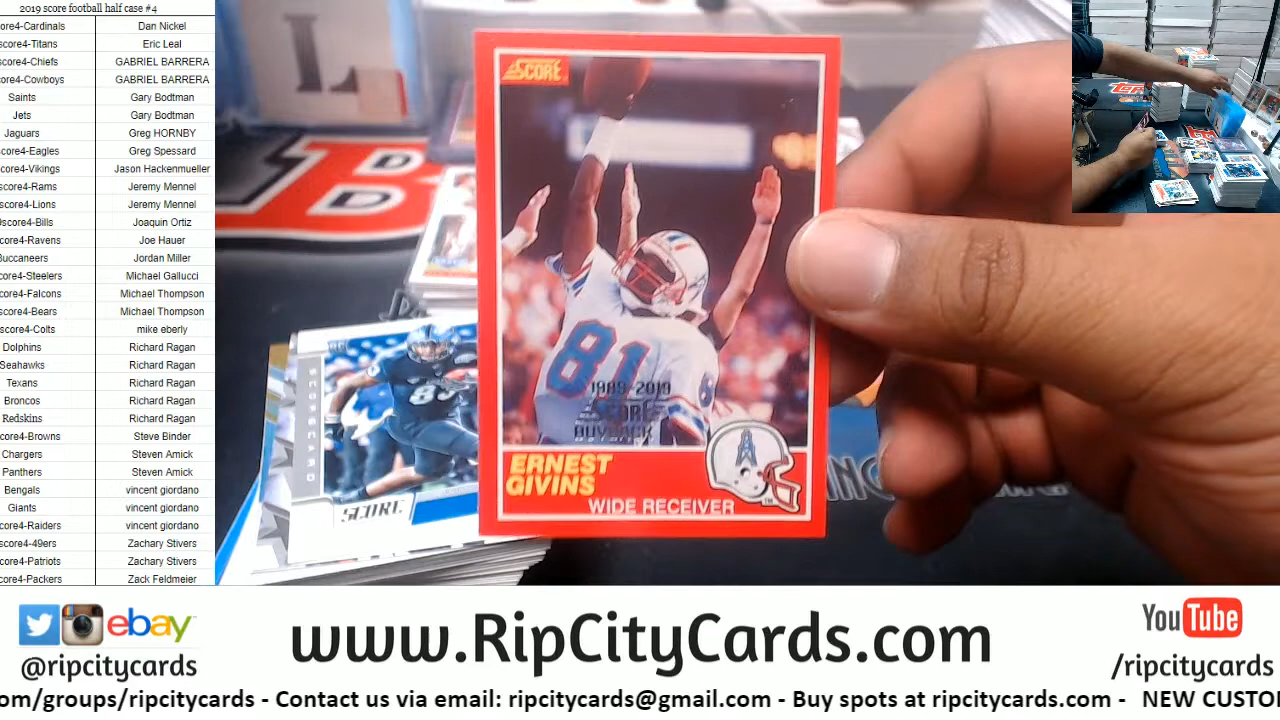 2019 score football half case #4
ore4-Cardinals Dan Nickel
score4-Titans Eric Leal
score4-Chiefs GABRIEL BARRERA
core4-Cowboys GABRIEL BARRERA
Saints Gary Bodtman
Jets Gary Bodtman
Jaguars Greg HORNBY
score4-Eagles Greg Spessard
score4-Vikings Jason Hackenmueller
score4-Rams Jeremy Mennel
score4-Lions Jeremy Mennel
score4-Bills Joaquin Ortiz
core4-Ravens Joe Hauer
Buccaneers Jordan Miller
core4-Steelers Michael Gallucci
core4-Falcons Michael Thompson
core4-Bears Michael Thompson
score4-Colts mike eberly
Dolphins Richard Ragan
Seahawks Richard Ragan
Texans Richard Ragan
Broncos Richard Ragan
Redskins Richard Ragan
core4-Browns Steve Binder
Chargers Steven Amick
Panthers Steven Amick
Bengals vincent giordano
Giants vincent giordano
core4-Raiders vincent giordano
score4-49ers Zachary Stivers
core4-Patriots Zachary Stivers
core4-Packers Zack Feldmeier
SCORE
81
1989-2019
SCORE
BUYBACK
ERNEST
GIVINS
WIDE RECEIVER
SCORE
ebay
@ripcitycards
www.RipCityCards.com
YouTube
/ripcitycards
om/groups/ripcitycards - Contact us via email: ripcitycards@gmail.com - Buy spots at ripcitycards.com - NEW CUSTO